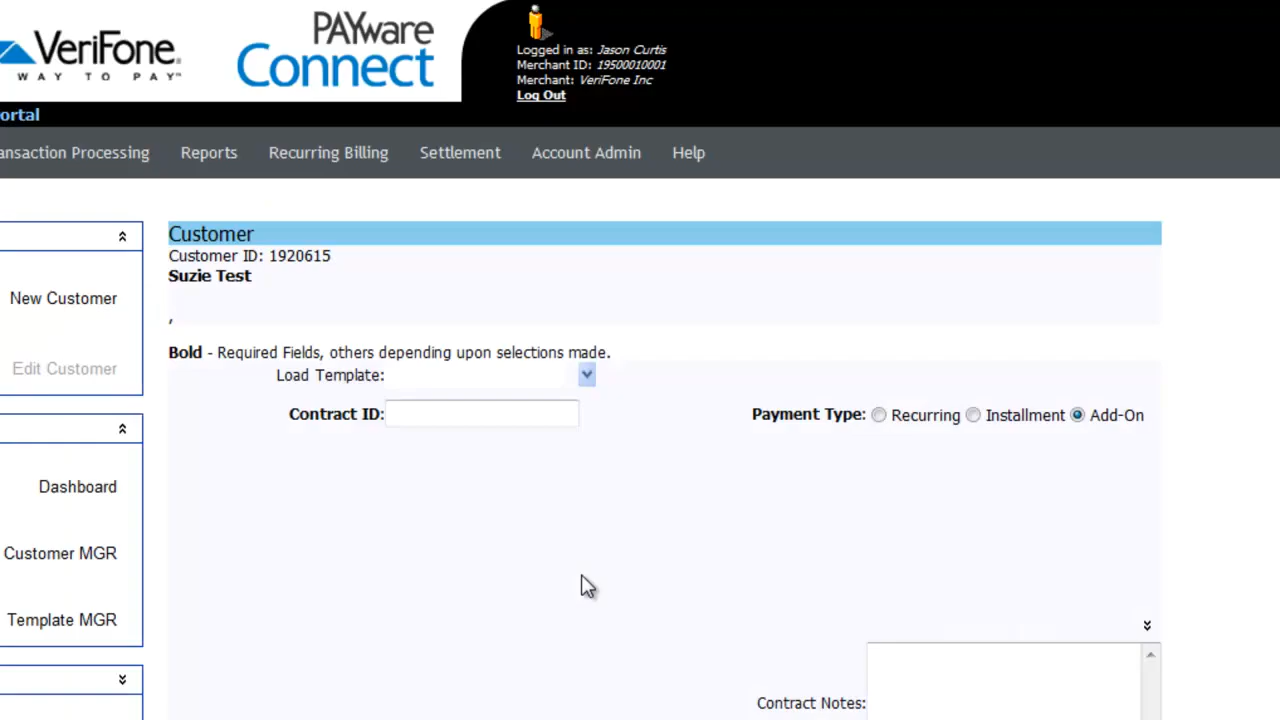 VeriFone.
WAY TO PAY™
PAYware
Connect
Logged in as: Jason Curtis
Merchant ID: 19500010001
Merchant: VeriFone Inc
Log Out
ortal
ansaction Processing Reports Recurring Billing Settlement Account Admin Help
Customer
Customer ID: 1920615
Suzie Test
,
New Customer
Edit Customer
Bold - Required Fields, others depending upon selections made.
Load Template:
Contract ID:
Payment Type: Recurring Installment Add-On
Dashboard
Customer MGR
Template MGR
Contract Notes: